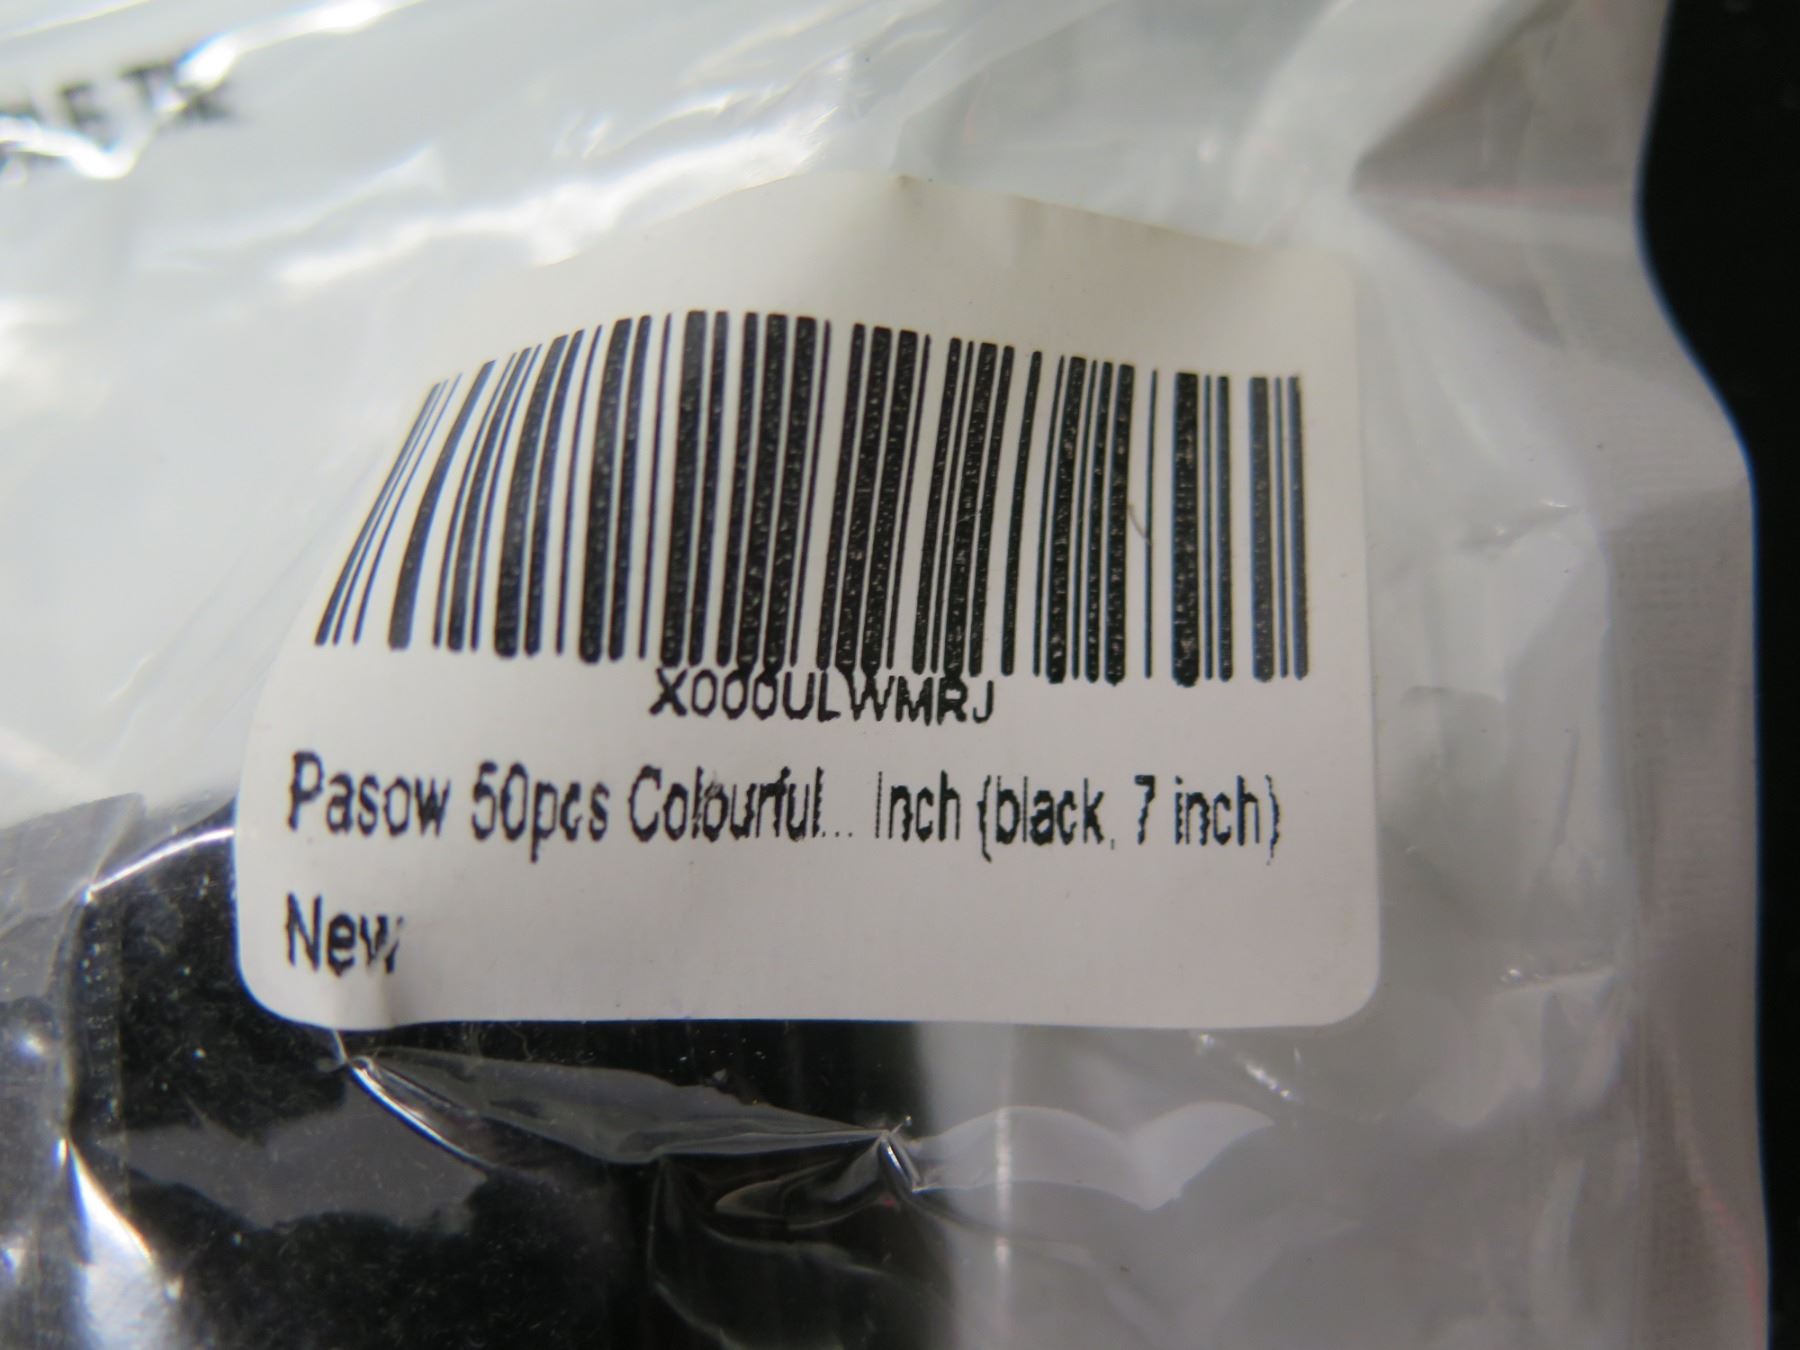 X000ULWMRJ
Pasow 50pcs Colourful... Inch (black, 7 inch)
New